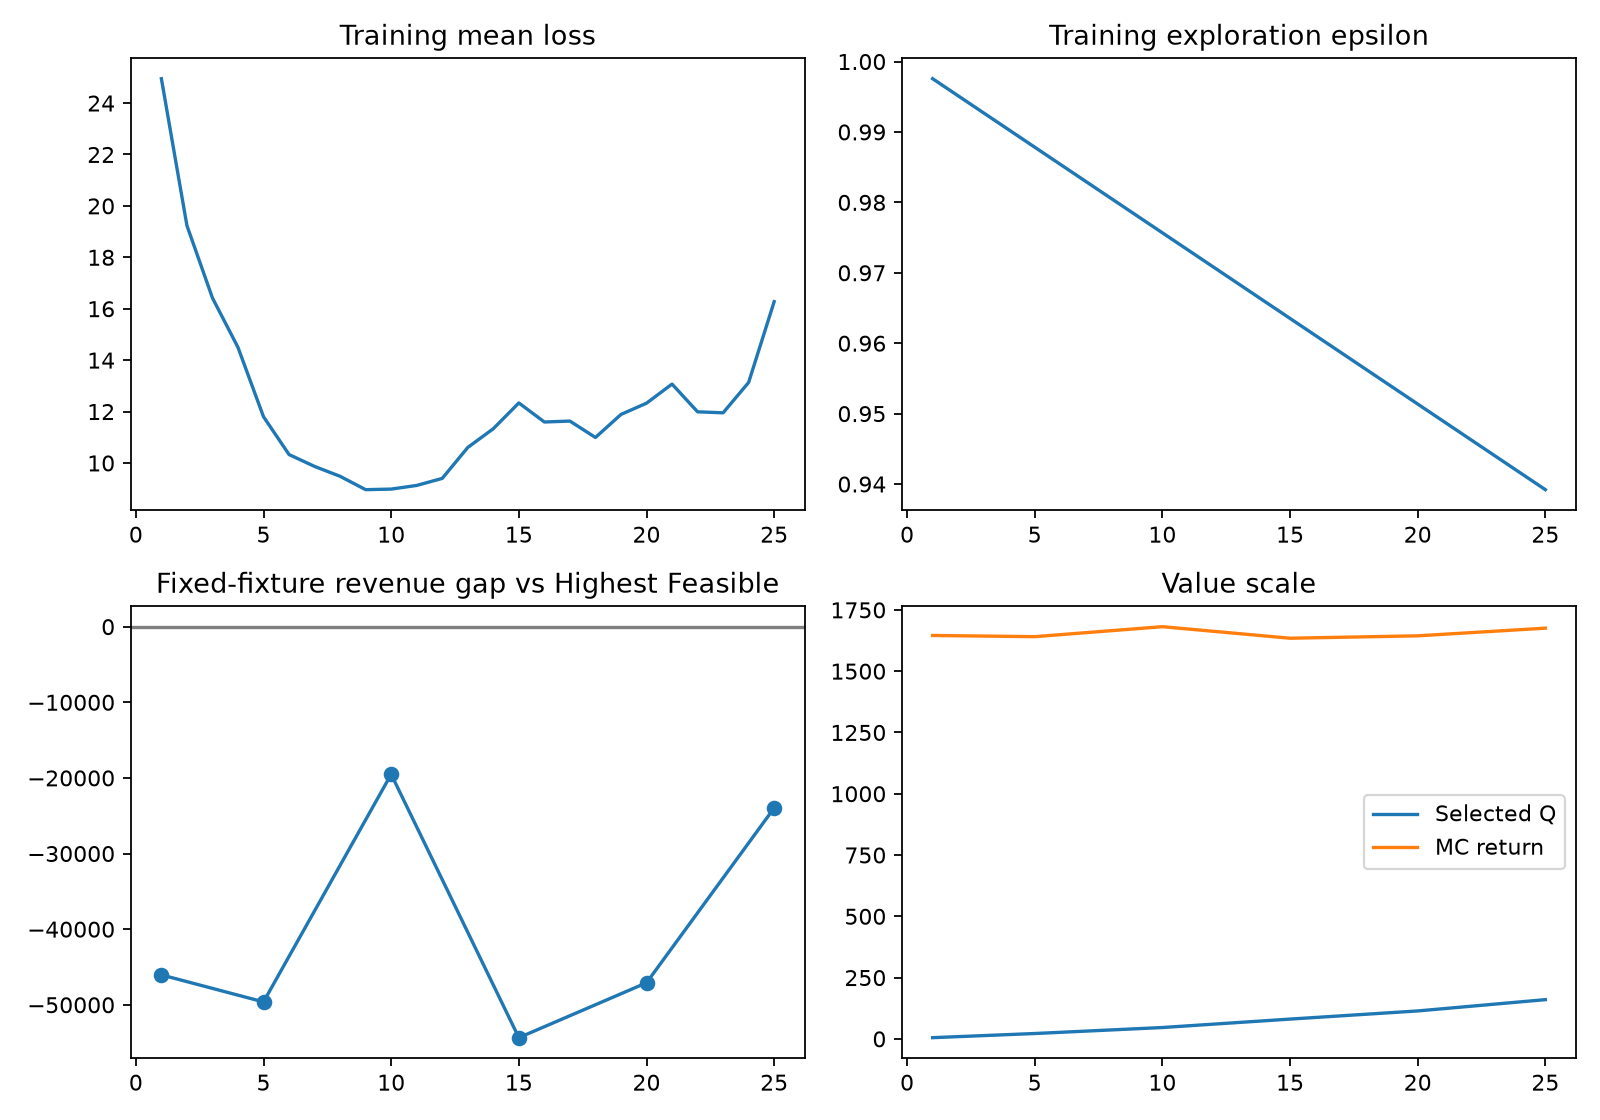 Training mean loss
24
22
20
18
16
14
12
10
0 5 10 15 20 25
Training exploration epsilon
1.00
0.99
0.98
0.97
0.96
0.95
0.94
0 5 10 15 20 25
Fixed-fixture revenue gap vs Highest Feasible
0
−10000
−20000
−30000
−40000
−50000
0 5 10 15 20 25
Value scale
1750
1500
1250
1000
750
500
250
0
Selected Q
MC return
0 5 10 15 20 25